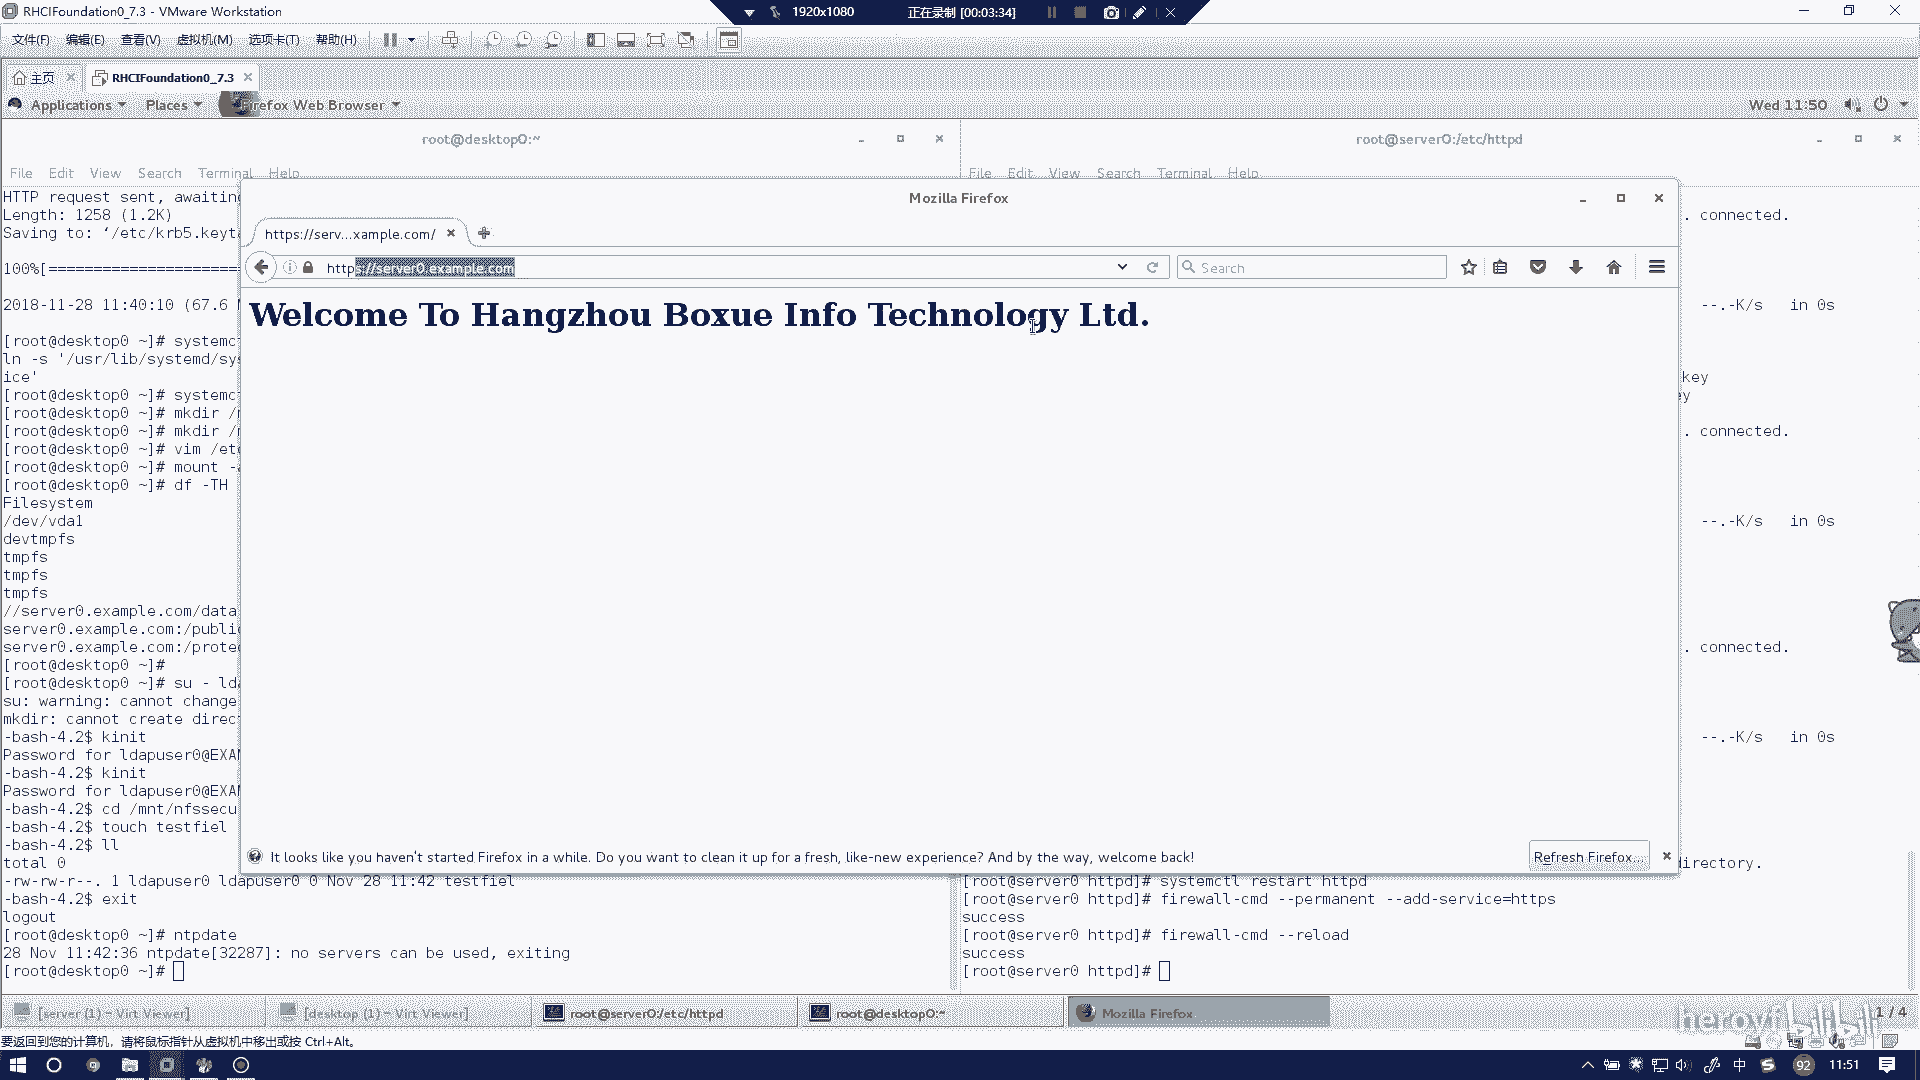 RHCIFoundation0_7.3 - VMware Workstation
1920x1080
正在录制 [00:03:34]
文件(F) 编辑(E) 查看(V) 虚拟机(M) 选项卡(T) 帮助(H)
主页
RHCIFoundation0_7.3
Applications Places Firefox Web Browser
Wed 11:50
root@desktop0:~
root@server0:/etc/httpd
File Edit View Search Terminal Help
File Edit View Search Terminal Help
Mozilla Firefox
https://serv...xample.com/
https://server0.example.com
Search
Welcome To Hangzhou Boxue Info Technology Ltd.
It looks like you haven't started Firefox in a while. Do you want to clean it up for a fresh, like-new experience? And by the way, welcome back!
Refresh Firefox...
HTTP request sent, awaiting
Length: 1258 (1.2K)
Saving to: ‘/etc/krb5.keyta
100%[======================
2018-11-28 11:40:10 (67.6 M
[root@desktop0 ~]# systemc
ln -s '/usr/lib/systemd/sys
ice'
[root@desktop0 ~]# systemc
[root@desktop0 ~]# mkdir /
[root@desktop0 ~]# mkdir /
[root@desktop0 ~]# vim /etc
[root@desktop0 ~]# mount -a
[root@desktop0 ~]# df -TH
Filesystem
/dev/vda1
devtmpfs
tmpfs
tmpfs
tmpfs
//server0.example.com/data
server0.example.com:/public
server0.example.com:/prote
[root@desktop0 ~]#
[root@desktop0 ~]# su - lda
su: warning: cannot change
mkdir: cannot create direc
-bash-4.2$ kinit
Password for ldapuser0@EXA
-bash-4.2$ kinit
Password for ldapuser0@EXA
-bash-4.2$ cd /mnt/nfssecu
-bash-4.2$ touch testfiel
-bash-4.2$ ll
total 0
-rw-rw-r--. 1 ldapuser0 ldapuser0 0 Nov 28 11:42 testfiel
-bash-4.2$ exit
logout
[root@desktop0 ~]# ntpdate
28 Nov 11:42:36 ntpdate[32287]: no servers can be used, exiting
[root@desktop0 ~]#
. connected.
--.-K/s in 0s
key
ey
. connected.
--.-K/s in 0s
. connected.
--.-K/s in 0s
directory.
[root@server0 httpd]# systemctl restart httpd
[root@server0 httpd]# firewall-cmd --permanent --add-service=https
success
[root@server0 httpd]# firewall-cmd --reload
success
[root@server0 httpd]#
[server (1) - Virt Viewer]
[desktop (1) - Virt Viewer]
root@server0:/etc/httpd
root@desktop0:~
Mozilla Firefox
1 / 4
bilibili
要返回到您的计算机，请将鼠标指针从虚拟机中移出或按 Ctrl+Alt。
中
92
11:51